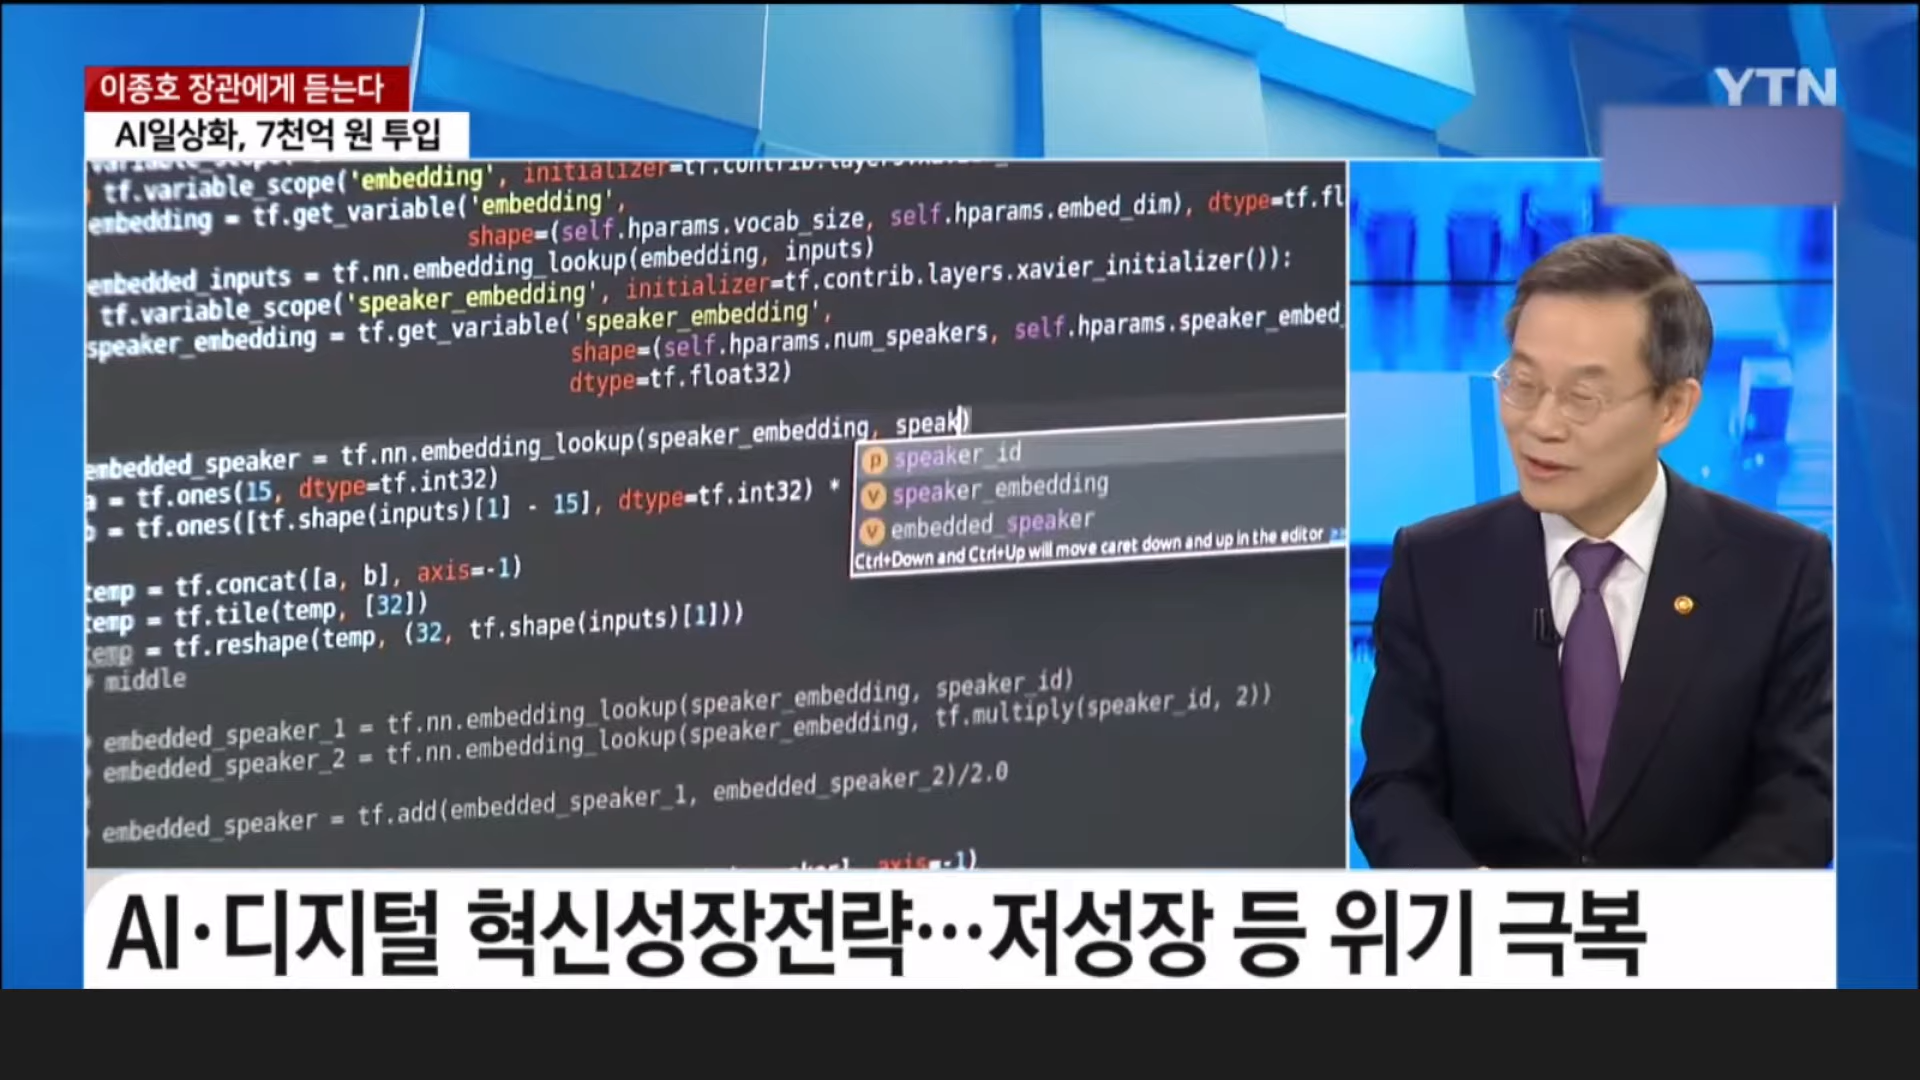 이종호 장관에게 듣는다
YTN
AI일상화, 7천억 원 투입
tf.variable_scope('embedding', initializer=tf.contrib.layers.xavier_
embedding = tf.get_variable('embedding',
shape=(self.hparams.vocab_size, self.hparams.embed_dim), dtype=tf.fl
embedded_inputs = tf.nn.embedding_lookup(embedding, inputs)
tf.variable_scope('speaker_embedding', initializer=tf.contrib.layers.xavier_initializer()):
speaker_embedding = tf.get_variable('speaker_embedding',
shape=(self.hparams.num_speakers, self.hparams.speaker_embed_
dtype=tf.float32)
embedded_speaker = tf.nn.embedding_lookup(speaker_embedding, speak)
p speaker_id
a = tf.ones(15, dtype=tf.int32)
v speaker_embedding
b = tf.ones([tf.shape(inputs)[1] - 15], dtype=tf.int32) *
v embedded_speaker
Ctrl+Down and Ctrl+Up will move caret down and up in the editor >>
temp = tf.concat([a, b], axis=-1)
temp = tf.tile(temp, [32])
temp = tf.reshape(temp, (32, tf.shape(inputs)[1]))
# middle
embedded_speaker_1 = tf.nn.embedding_lookup(speaker_embedding, speaker_id)
embedded_speaker_2 = tf.nn.embedding_lookup(speaker_embedding, tf.multiply(speaker_id, 2))
embedded_speaker = tf.add(embedded_speaker_1, embedded_speaker_2)/2.0
axis=-1)
AI·디지털 혁신성장전략…저성장 등 위기 극복